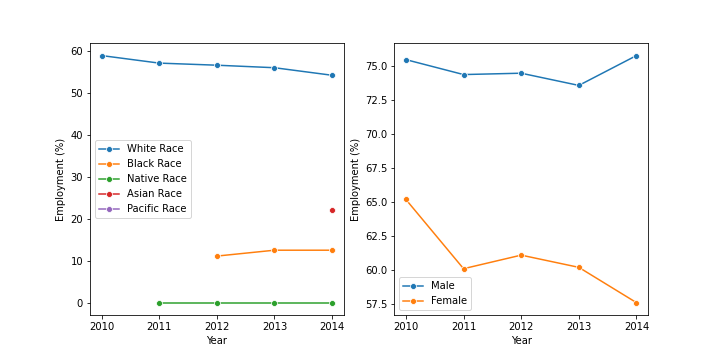 60
50
40
30
20
10
0
Employment (%)
White Race
Black Race
Native Race
Asian Race
Pacific Race
2010 2011 2012 2013 2014
Year
75.0
72.5
70.0
67.5
65.0
62.5
60.0
57.5
Employment (%)
Male
Female
2010 2011 2012 2013 2014
Year